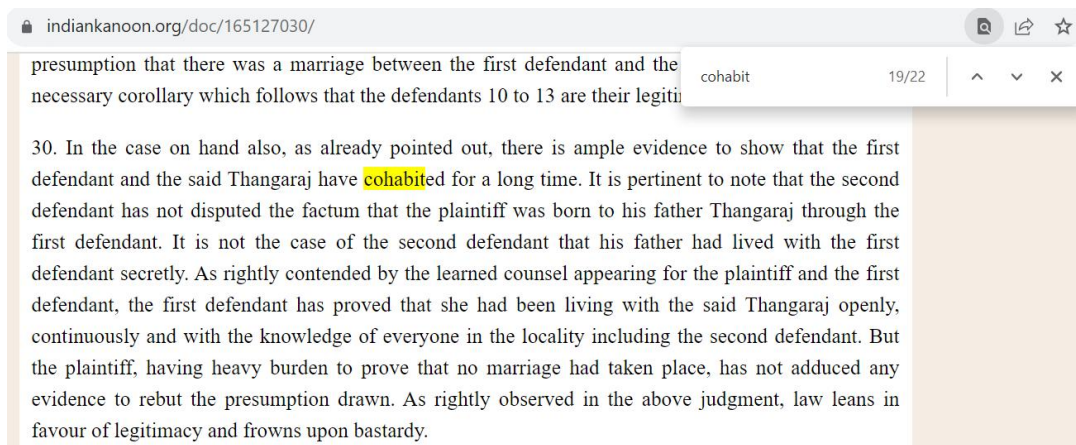 indiankanoon.org/doc/165127030/
cohabit 19/22
presumption that there was a marriage between the first defendant and the
necessary corollary which follows that the defendants 10 to 13 are their
30. In the case on hand also, as already pointed out, there is ample evidence to show that the first
defendant and the said Thangaraj have cohabited for a long time. It is pertinent to note that the second
defendant has not disputed the factum that the plaintiff was born to his father Thangaraj through the
first defendant. It is not the case of the second defendant that his father had lived with the first
defendant secretly. As rightly contended by the learned counsel appearing for the plaintiff and the first
defendant, the first defendant has proved that she had been living with the said Thangaraj openly,
continuously and with the knowledge of everyone in the locality including the second defendant. But
the plaintiff, having heavy burden to prove that no marriage had taken place, has not adduced any
evidence to rebut the presumption drawn. As rightly observed in the above judgment, law leans in
favour of legitimacy and frowns upon bastardy.